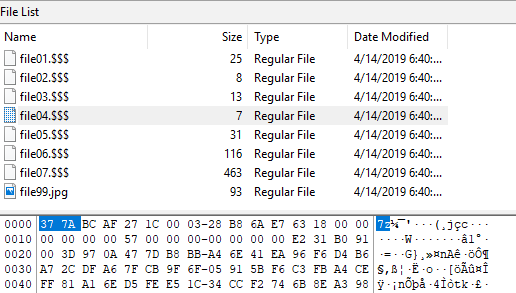 File List
Name Size Type Date Modified
file01.$$$ 25 Regular File 4/14/2019 6:40:...
file02.$$$ 8 Regular File 4/14/2019 6:40:...
file03.$$$ 13 Regular File 4/14/2019 6:40:...
file04.$$$ 7 Regular File 4/14/2019 6:40:...
file05.$$$ 31 Regular File 4/14/2019 6:40:...
file06.$$$ 116 Regular File 4/14/2019 6:40:...
file07.$$$ 463 Regular File 4/14/2019 6:40:...
file99.jpg 93 Regular File 4/14/2019 6:40:...
0000 37 7A BC AF 27 1C 00 03-28 B8 6A E7 63 18 00 00 7z¼¯'···(¸jçc···
0010 00 00 00 00 57 00 00 00-00 00 00 00 E2 31 B0 91 ····W·······â1°·
0020 00 3D 97 0A 47 7D B8 BB-A4 6E 41 EA 96 F6 D4 B6 ·=··G}¸»¤nAê·öÔ¶
0030 A7 2C DF A6 7F CB 9F 6F-05 91 5B F6 C3 FB A4 CE §,ߦ·Ë·o··[öÃû¤Î
0040 FF 81 A1 6E D5 FE E5 1C-34 CC F2 74 6B 8E A3 98 ÿ·¡nÕþå·4Ìòtk·£·